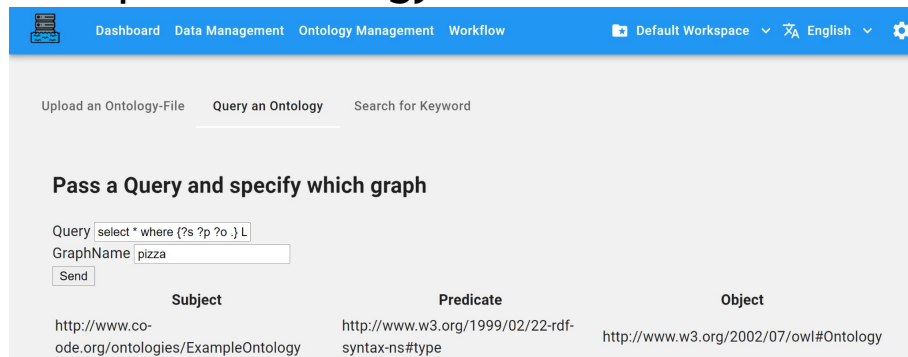 Dashboard Data Management Ontology Management Workflow Default Workspace English
Upload an Ontology-File Query an Ontology Search for Keyword
Pass a Query and specify which graph
Query select * where {?s ?p ?o .} L
GraphName pizza
Send
Subject Predicate Object
http://www.co- http://www.w3.org/1999/02/22-rdf-
http://www.w3.org/2002/07/owl#Ontology
ode.org/ontologies/ExampleOntology syntax-ns#type